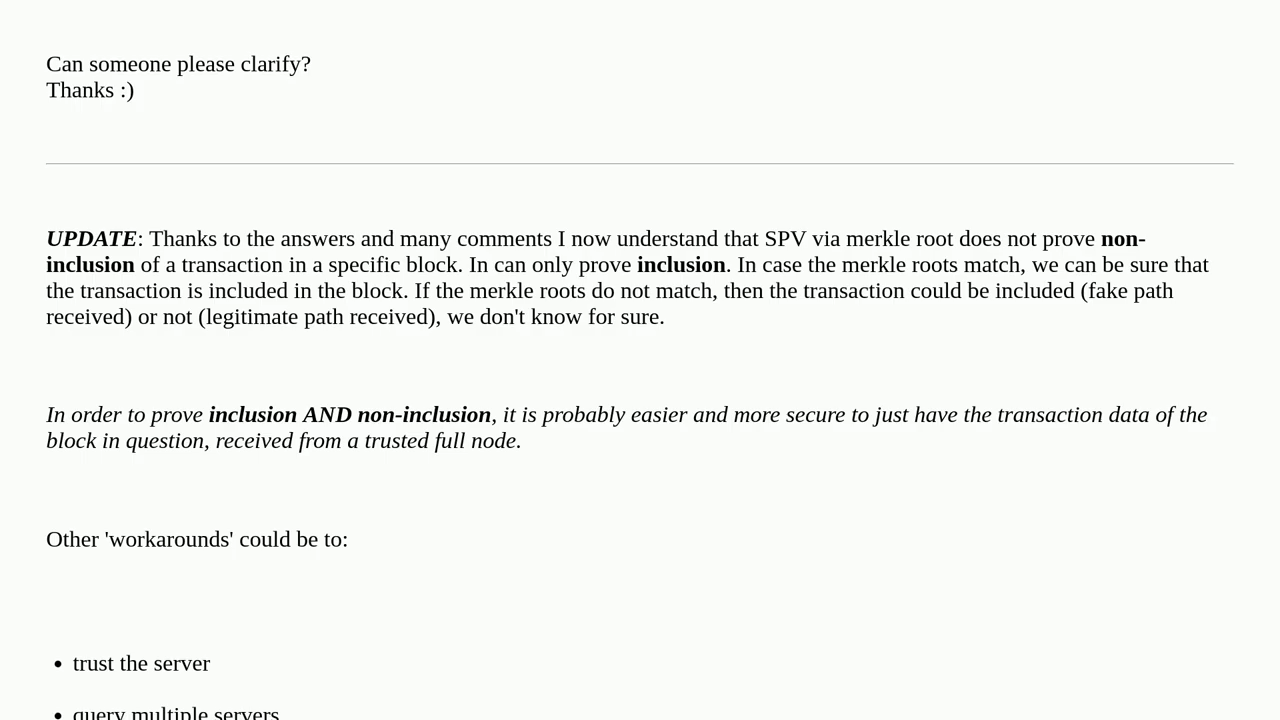 Can someone please clarify?
Thanks :)
UPDATE: Thanks to the answers and many comments I now understand that SPV via merkle root does not prove non-
inclusion of a transaction in a specific block. In can only prove inclusion. In case the merkle roots match, we can be sure that
the transaction is included in the block. If the merkle roots do not match, then the transaction could be included (fake path
received) or not (legitimate path received), we don't know for sure.
In order to prove inclusion AND non-inclusion, it is probably easier and more secure to just have the transaction data of the
block in question, received from a trusted full node.
Other 'workarounds' could be to:
• trust the server
• query multiple servers